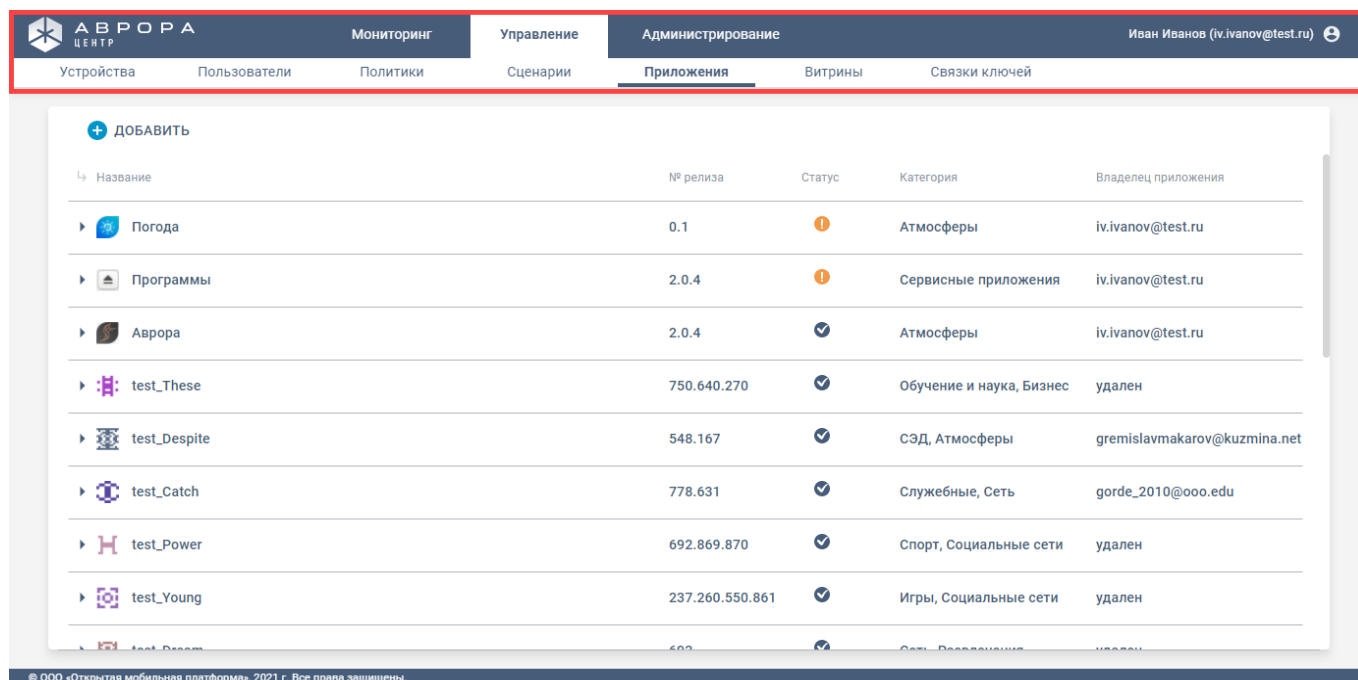 АВРОРА
ЦЕНТР
Мониторинг Управление Администрирование Иван Иванов (iv.ivanov@test.ru)
Устройства Пользователи Политики Сценарии Приложения Витрины Связки ключей
ДОБАВИТЬ
Название № релиза Статус Категория Владелец приложения
Погода 0.1 Атмосферы iv.ivanov@test.ru
Программы 2.0.4 Сервисные приложения iv.ivanov@test.ru
Аврора 2.0.4 Атмосферы iv.ivanov@test.ru
test_These 750.640.270 Обучение и наука, Бизнес удален
test_Despite 548.167 СЭД, Атмосферы gremislavmakarov@kuzmina.net
test_Catch 778.631 Служебные, Сеть gorde_2010@ooo.edu
test_Power 692.869.870 Спорт, Социальные сети удален
test_Young 237.260.550.861 Игры, Социальные сети удален
© ООО «Открытая мобильная платформа», 2021 г. Все права защищены.